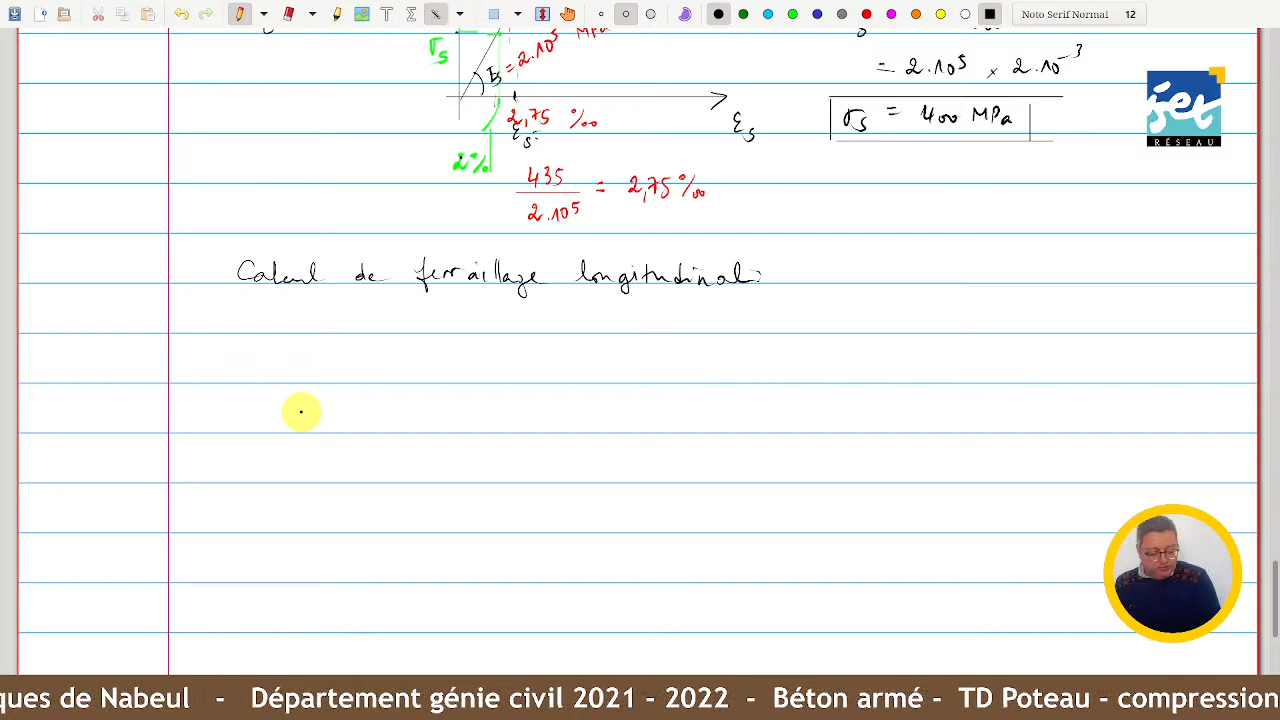 Noto Serif Normal 12
σs
Es = 2.10⁵ MPa
= 2.10⁵ × 2.10⁻³
2,75 ‰
εs =
εs
σs = 400 MPa
iset
RÉSEAU
2‰
435 / 2.10⁵ = 2,75 ‰
Calcul de ferraillage longitudinal :
ques de Nabeul - Département génie civil 2021 - 2022 - Béton armé - TD Poteau - compression